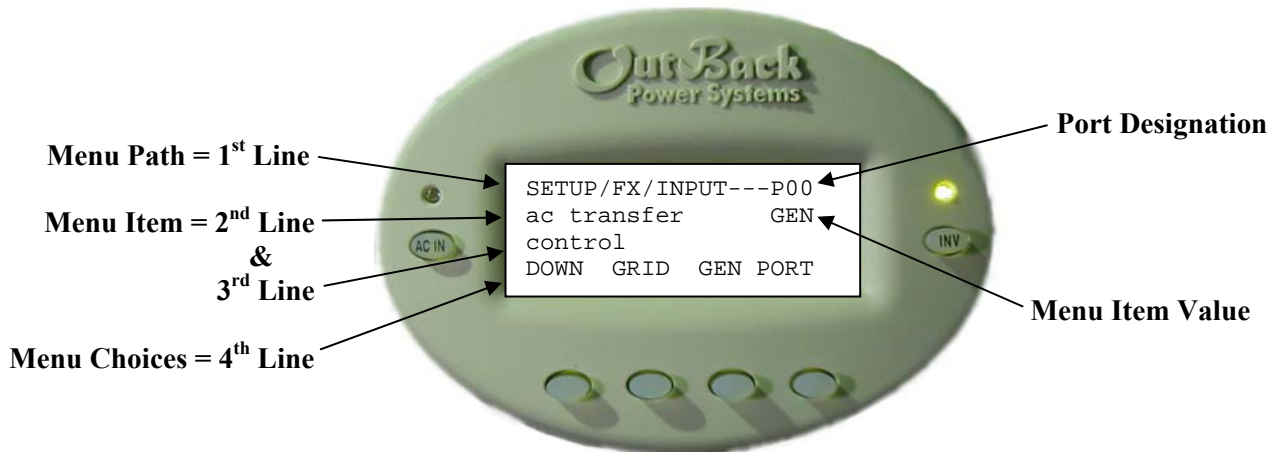 OutBack
Power Systems
Menu Path = 1st Line
Port Designation
SETUP/FX/INPUT---P00
Menu Item = 2nd Line
&
3rd Line
ac transfer GEN
control
DOWN GRID GEN PORT
AC IN
INV
Menu Item Value
Menu Choices = 4th Line